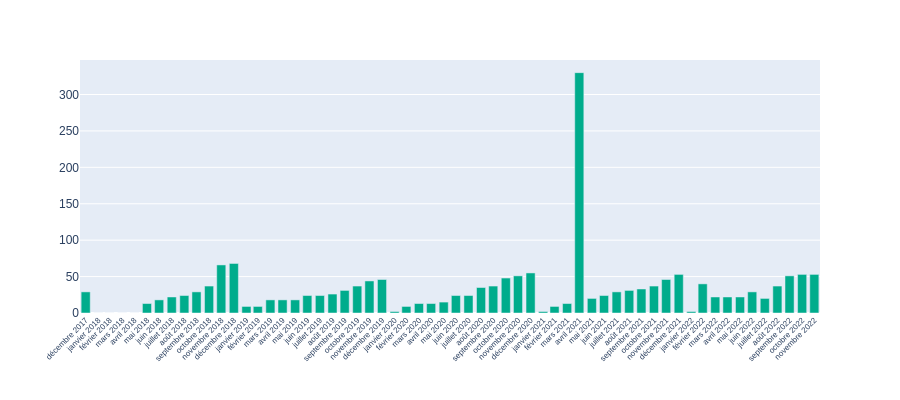 300
250
200
150
100
50
0
décembre 2017
janvier 2018
février 2018
mars 2018
avril 2018
mai 2018
juin 2018
juillet 2018
août 2018
septembre 2018
octobre 2018
novembre 2018
décembre 2018
janvier 2019
février 2019
mars 2019
avril 2019
mai 2019
juin 2019
juillet 2019
août 2019
septembre 2019
octobre 2019
novembre 2019
décembre 2019
janvier 2020
février 2020
mars 2020
avril 2020
mai 2020
juin 2020
juillet 2020
août 2020
septembre 2020
octobre 2020
novembre 2020
décembre 2020
janvier 2021
février 2021
mars 2021
avril 2021
mai 2021
juin 2021
juillet 2021
août 2021
septembre 2021
octobre 2021
novembre 2021
décembre 2021
janvier 2022
février 2022
mars 2022
avril 2022
mai 2022
juin 2022
juillet 2022
août 2022
septembre 2022
octobre 2022
novembre 2022